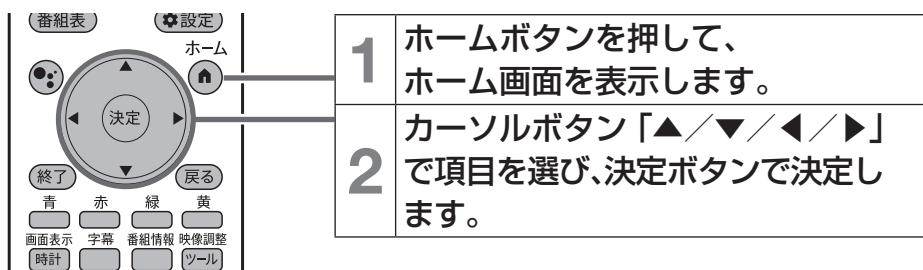 番組表
設定
ホーム
決定
終了
戻る
青 赤 緑 黄
画面表示 字幕 番組情報 映像調整
時計 ツール
1
ホームボタンを押して、
ホーム画面を表示します。
2
カーソルボタン「▲／▼／◀／▶」
で項目を選び、決定ボタンで決定し
ます。